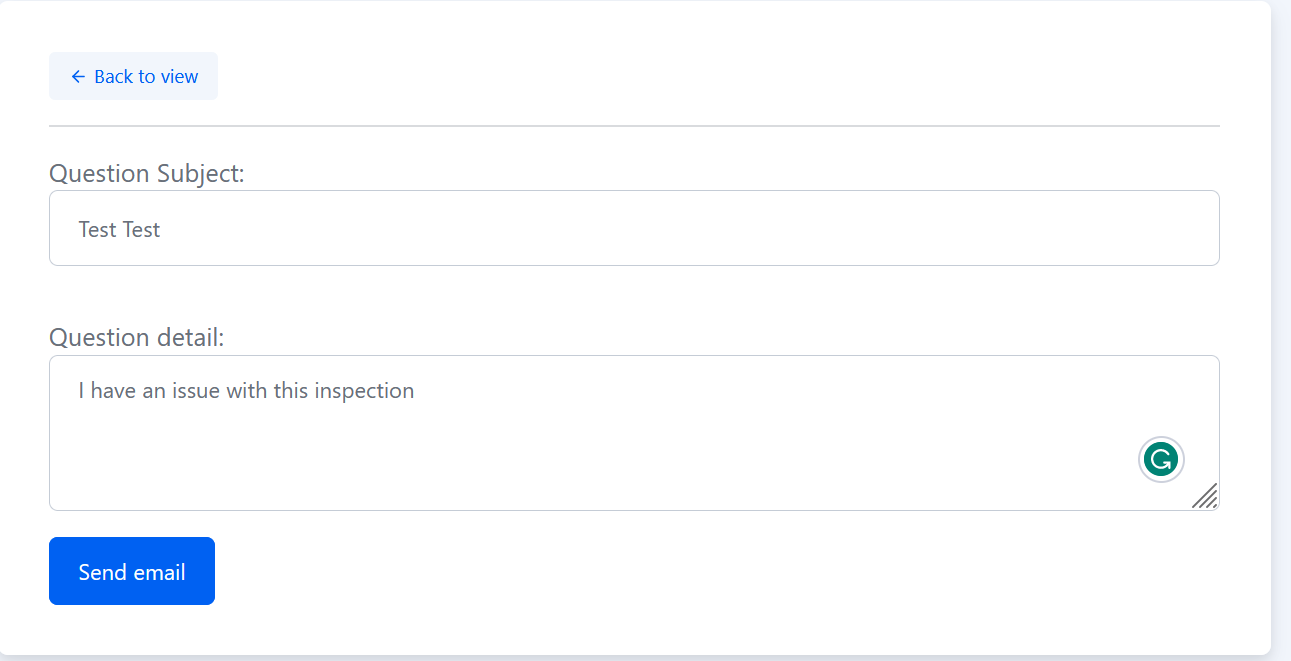 ← Back to view
Question Subject:
Test Test
Question detail:
I have an issue with this inspection
Send email